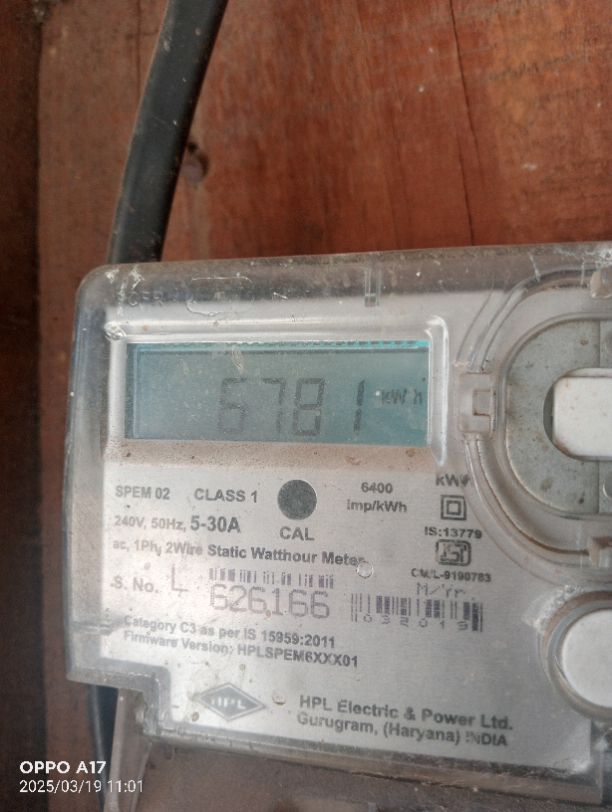 6781 kWh
SPEM 02 CLASS 1 6400 kWh
240V, 50Hz, 5-30A CAL Imp/kWh
ac, 1Ph, 2Wire Static Watthour Meter IS:13779
CM/L-9190783
S. No. L 626166 M/Yr.
032019
Category C3 as per IS 15959:2011
Firmware Version: HPLSPEM6XXX01
HPL HPL Electric & Power Ltd.
Gurugram, (Haryana) INDIA
OPPO A17
2025/03/19 11:01